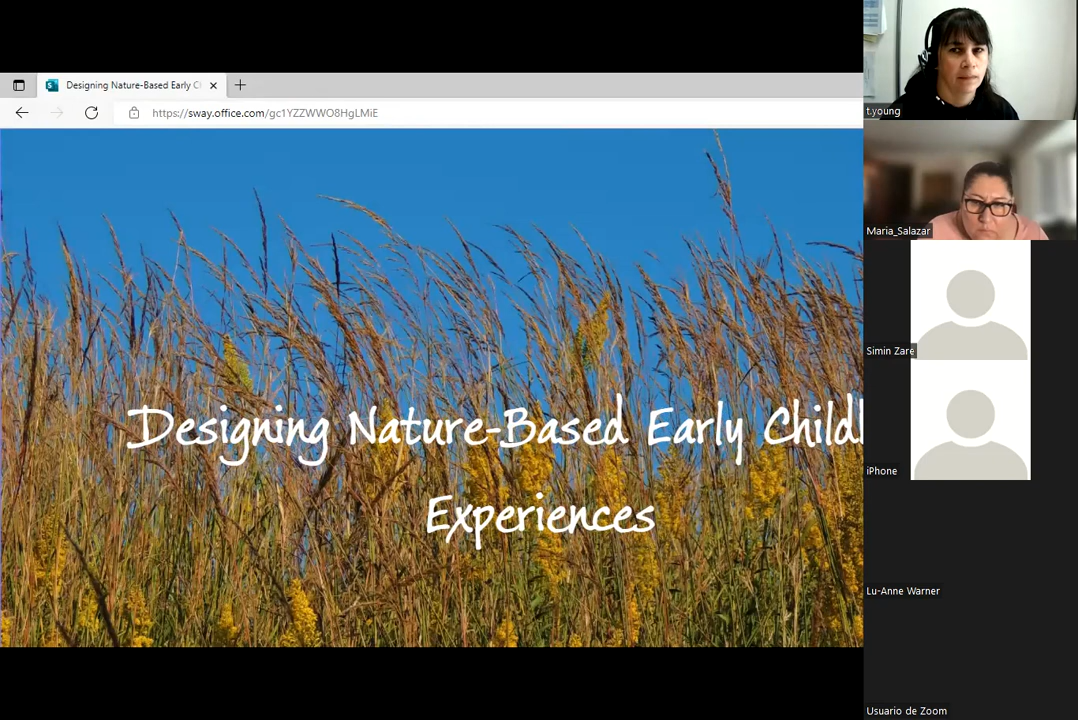 Designing Nature-Based Early C
https://sway.office.com/gc1YZZWWO8HgLMiE
Designing Nature-Based Early Child
Experiences
t.young
Maria_Salazar
Simin Zare
iPhone
Lu-Anne Warner
Usuario de Zoom